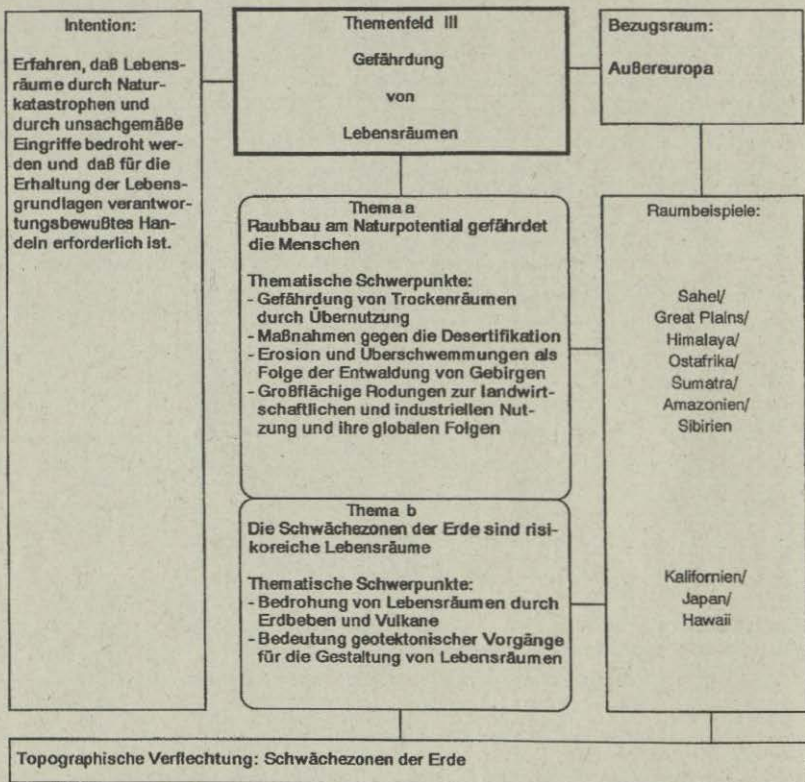 Intention:
Erfahren, daß Lebens-
räume durch Natur-
katastrophen und
durch unsachgemäße
Eingriffe bedroht wer-
den und daß für die
Erhaltung der Lebens-
grundlagen verantwor-
tungsbewußtes Han-
deln erforderlich ist.
Themenfeld III
Gefährdung
von
Lebensräumen
Bezugsraum:
Außereuropa
Thema a
Raubbau am Naturpotential gefährdet
die Menschen
Thematische Schwerpunkte:
- Gefährdung von Trockenräumen
durch Übernutzung
- Maßnahmen gegen die Desertifikation
- Erosion und Überschwemmungen als
Folge der Entwaldung von Gebirgen
- Großflächige Rodungen zur landwirt-
schaftlichen und industriellen Nut-
zung und ihre globalen Folgen
Thema b
Die Schwächezonen der Erde sind risi-
koreiche Lebensräume
Thematische Schwerpunkte:
- Bedrohung von Lebensräumen durch
Erdbeben und Vulkane
- Bedeutung geotektonischer Vorgänge
für die Gestaltung von Lebensräumen
Raumbeispiele:
Sahel/
Great Plains/
Himalaya/
Ostafrika/
Sumatra/
Amazonien/
Sibirien
Kalifornien/
Japan/
Hawaii
Topographische Verflechtung: Schwächezonen der Erde